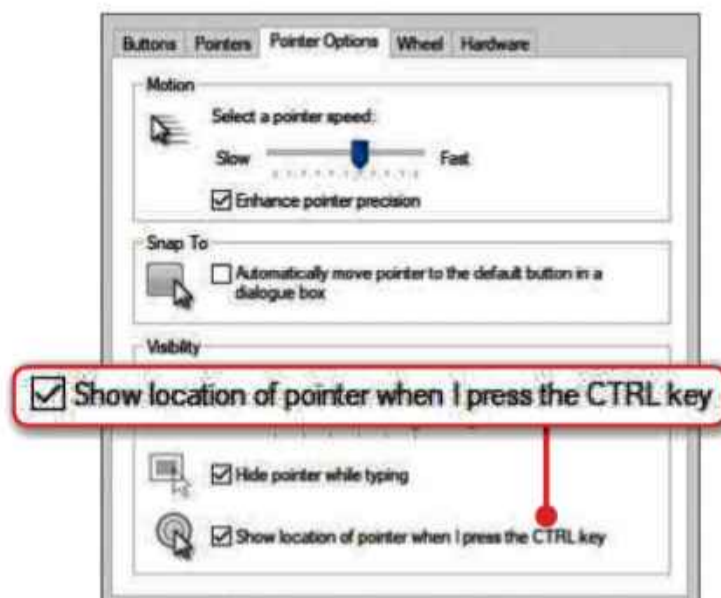 Buttons Pointers Pointer Options Wheel Hardware
Motion
Select a pointer speed:
Slow Fast
Enhance pointer precision
Snap To
Automatically move pointer to the default button in a
dialogue box
Visibility
Show location of pointer when I press the CTRL key
Hide pointer while typing
Show location of pointer when I press the CTRL key